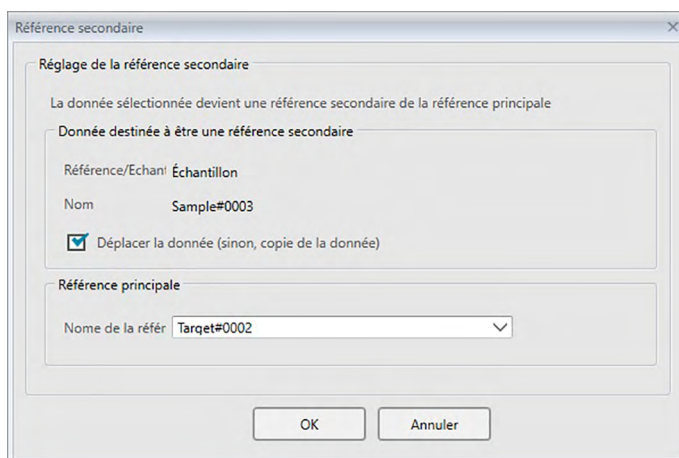 Référence secondaire
Réglage de la référence secondaire
La donnée sélectionnée devient une référence secondaire de la référence principale
Donnée destinée à être une référence secondaire
Référence/Echant Échantillon
Nom Sample#0003
Déplacer la donnée (sinon, copie de la donnée)
Référence principale
Nome de la référ Target#0002
OK Annuler